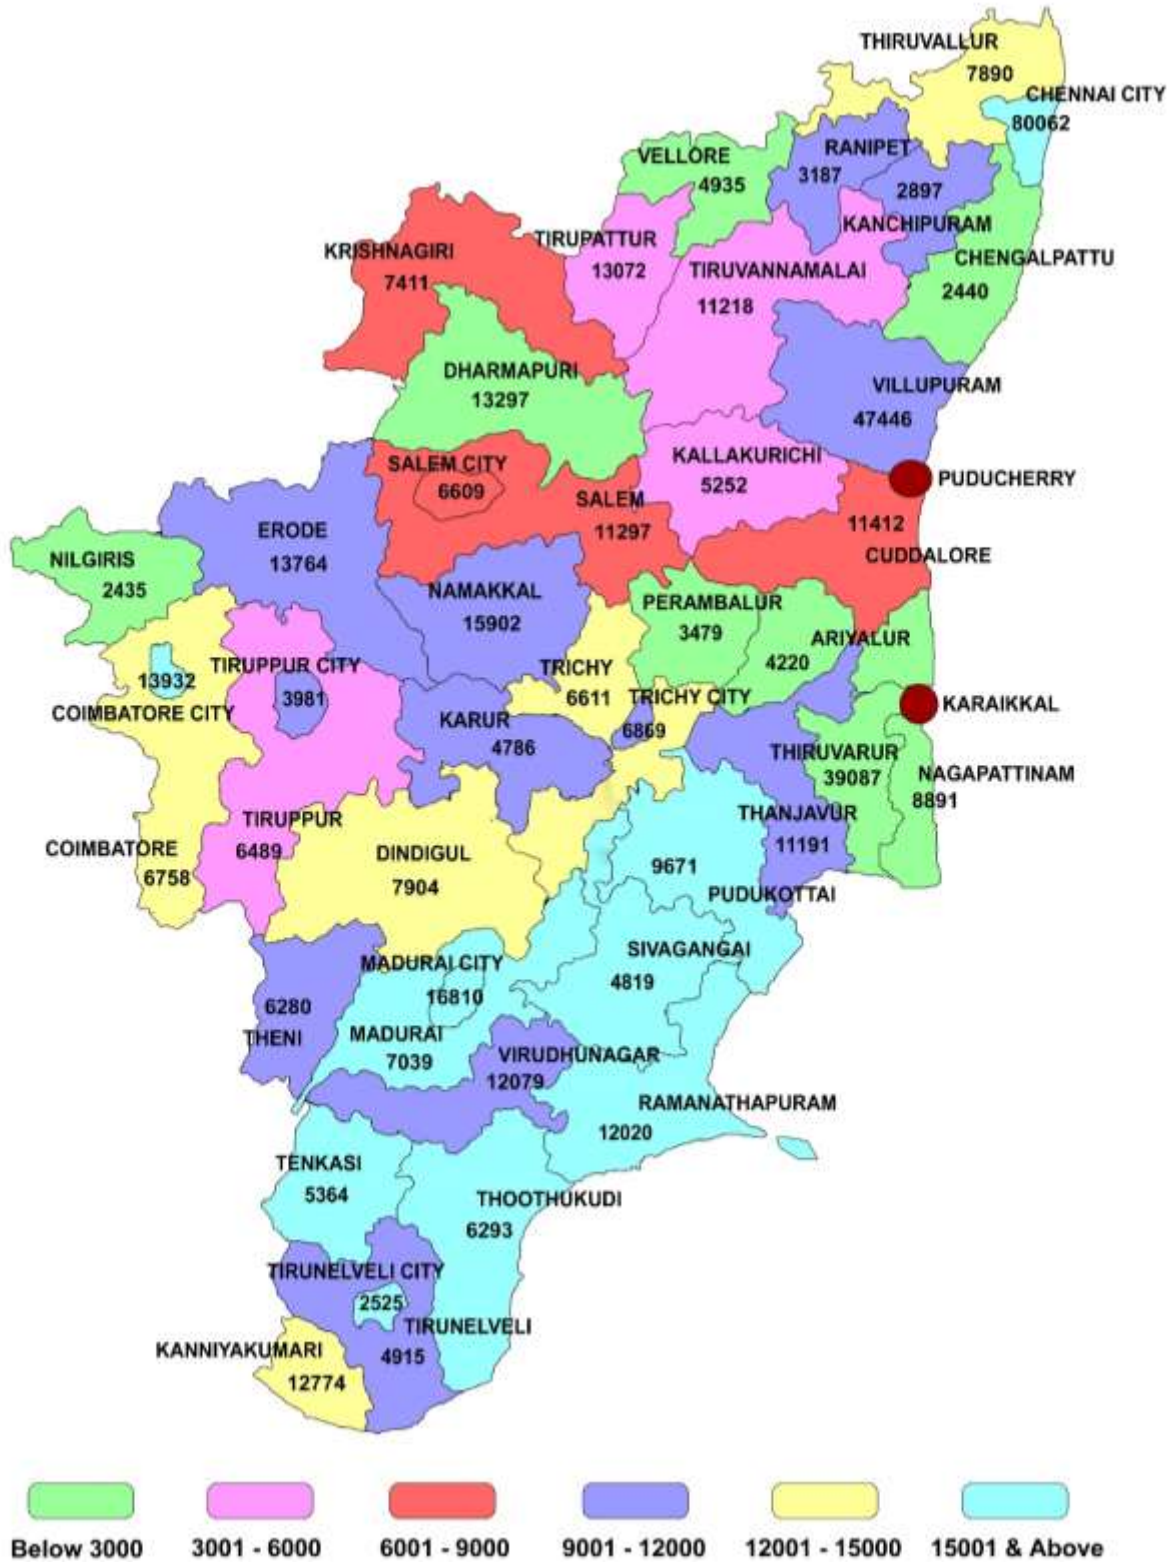 THIRUVALLUR
7890
CHENNAI CITY
80062
RANIPET
3187
VELLORE
4935
2897
KANCHIPURAM
CHENGALPATTU
2440
KRISHNAGIRI
7411
TIRUPATTUR
13072
TIRUVANNAMALAI
11218
DHARMAPURI
13297
VILLUPURAM
47446
SALEM CITY
6609
SALEM
11297
KALLAKURICHI
5252
PUDUCHERRY
11412
CUDDALORE
ERODE
13764
NILGIRIS
2435
NAMAKKAL
15902
PERAMBALUR
3479
ARIYALUR
4220
TIRUPPUR CITY
3981
13932
COIMBATORE CITY
TRICHY
6611
TRICHY CITY
6869
KARAIKKAL
KARUR
4786
THIRUVARUR
39087
NAGAPATTINAM
8891
THANJAVUR
11191
TIRUPPUR
6489
COIMBATORE
6758
DINDIGUL
7904
9671
PUDUKOTTAI
SIVAGANGAI
4819
MADURAI CITY
16810
6280
THENI
MADURAI
7039
VIRUDHUNAGAR
12079
RAMANATHAPURAM
12020
TENKASI
5364
THOOTHUKUDI
6293
TIRUNELVELI CITY
2525
TIRUNELVELI
4915
KANNIYAKUMARI
12774
Below 3000 3001 - 6000 6001 - 9000 9001 - 12000 12001 - 15000 15001 & Above